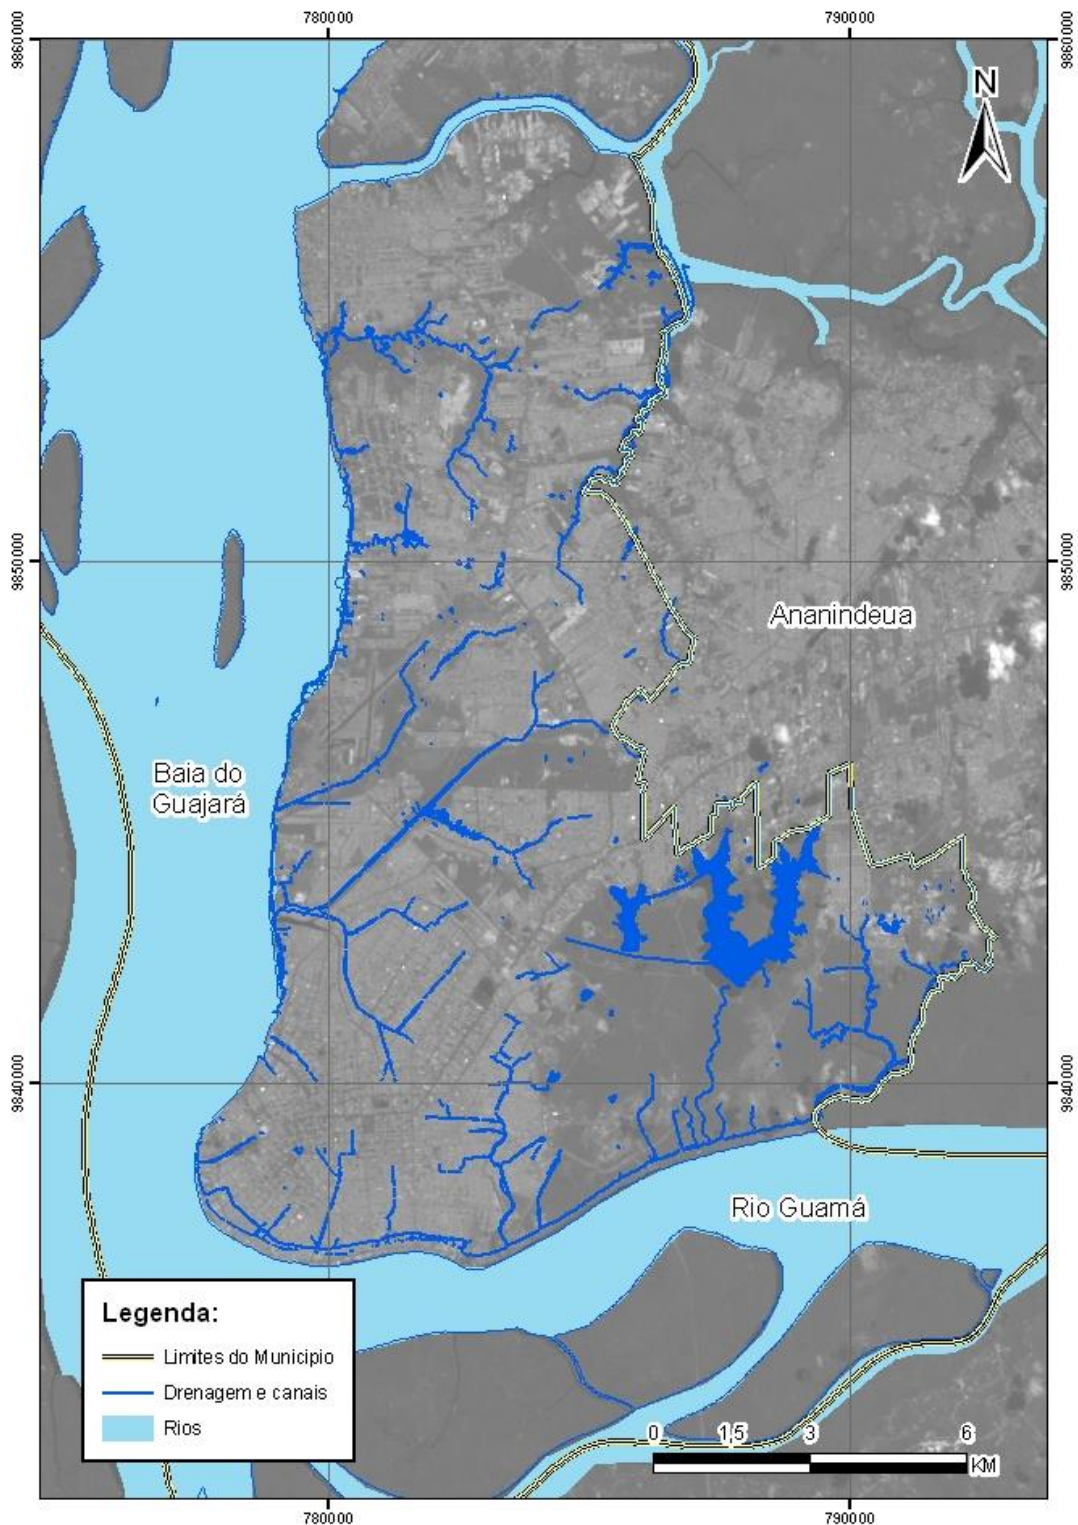 780000
790000
9860000
9860000
N
9850000
9850000
Ananindeua
Baia do
Guajará
9840000
9840000
Rio Guamá
Legenda:
Limites do Municipio
Drenagem e canais
Rios
0 1,5 3 6
KM
780000
790000